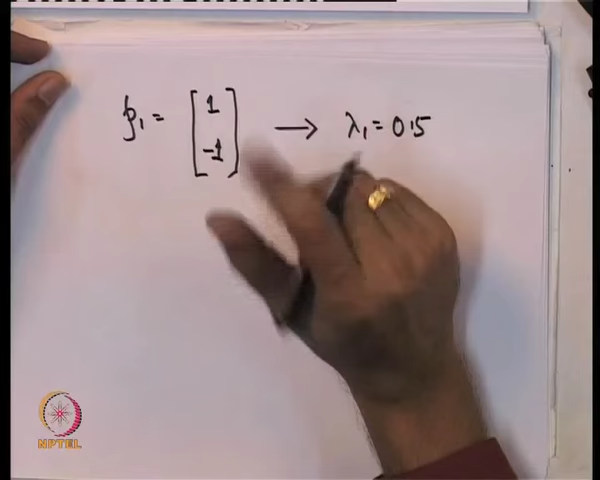 p₁ = [1 -1] → λ₁ = 0.5
NPTEL